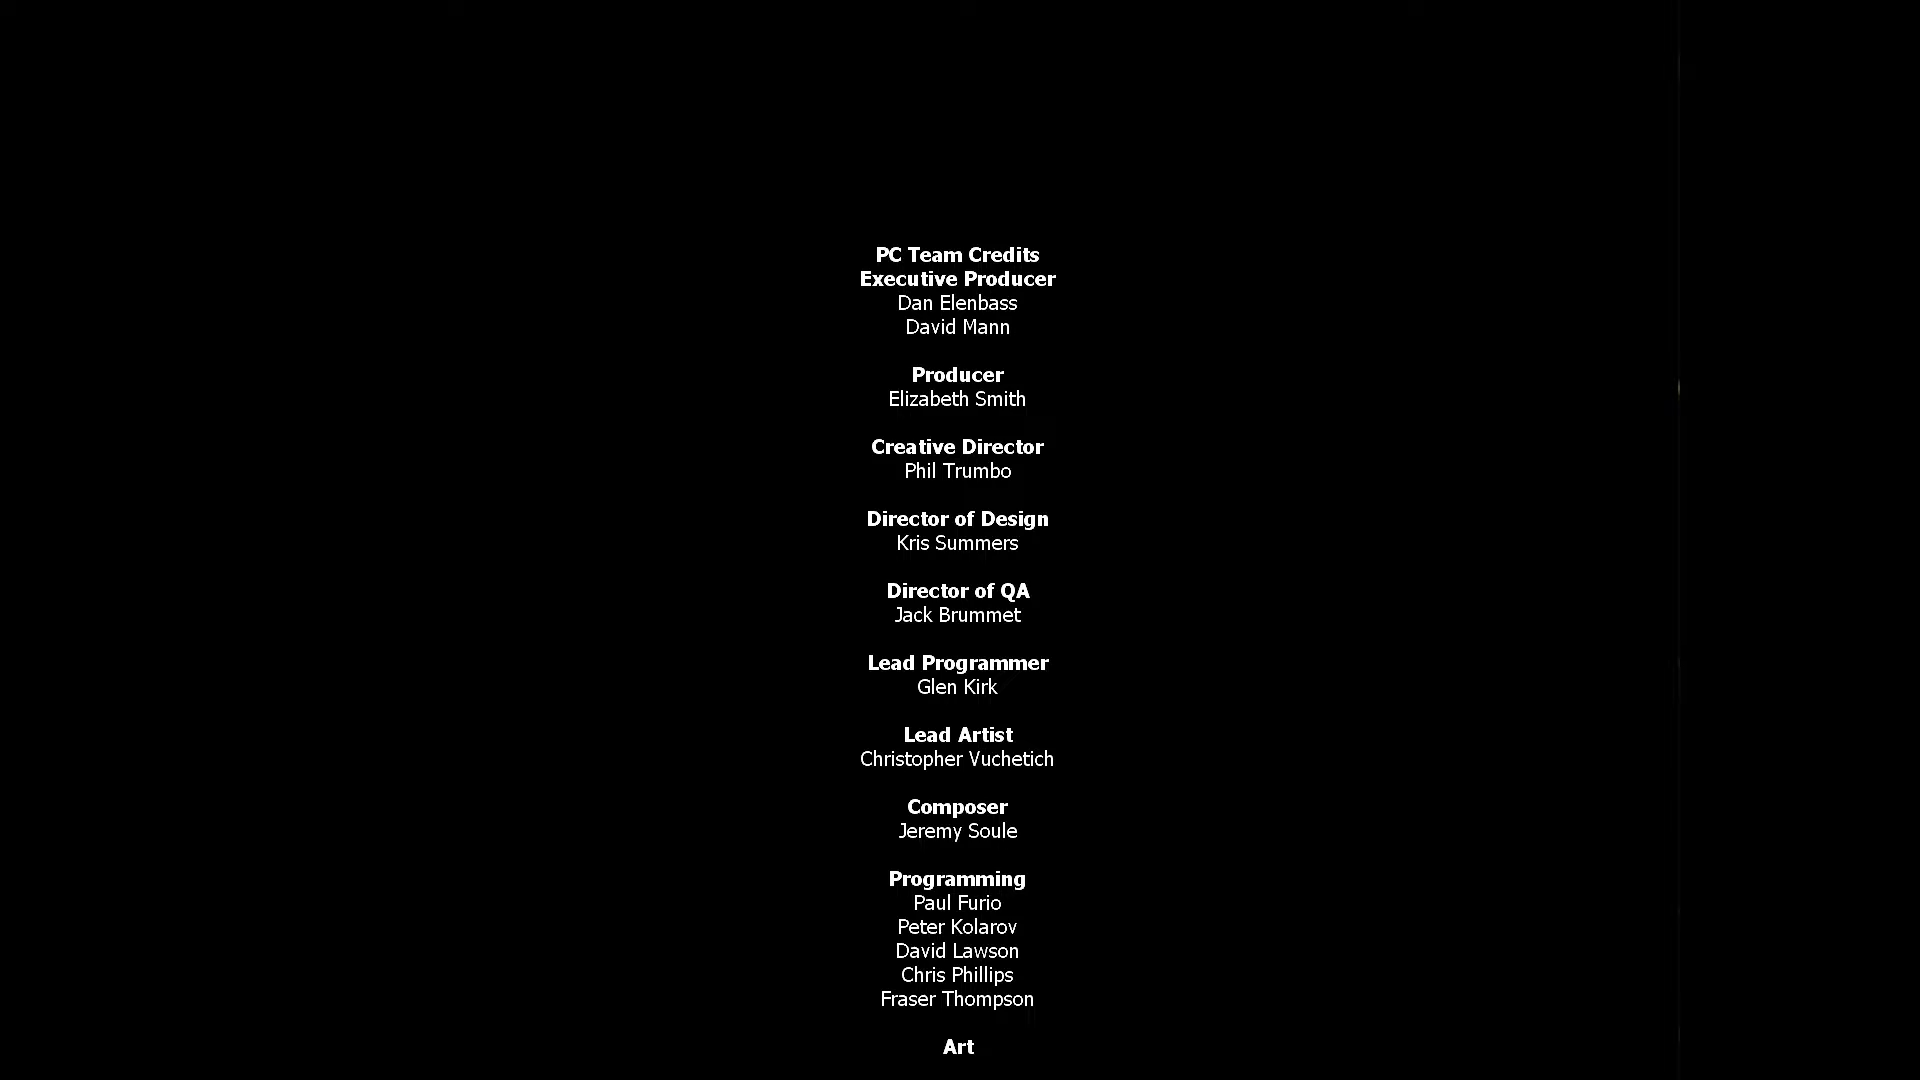 PC Team Credits
Executive Producer
Dan Elenbass
David Mann
Producer
Elizabeth Smith
Creative Director
Phil Trumbo
Director of Design
Kris Summers
Director of QA
Jack Brummet
Lead Programmer
Glen Kirk
Lead Artist
Christopher Vuchetich
Composer
Jeremy Soule
Programming
Paul Furio
Peter Kolarov
David Lawson
Chris Phillips
Fraser Thompson
Art